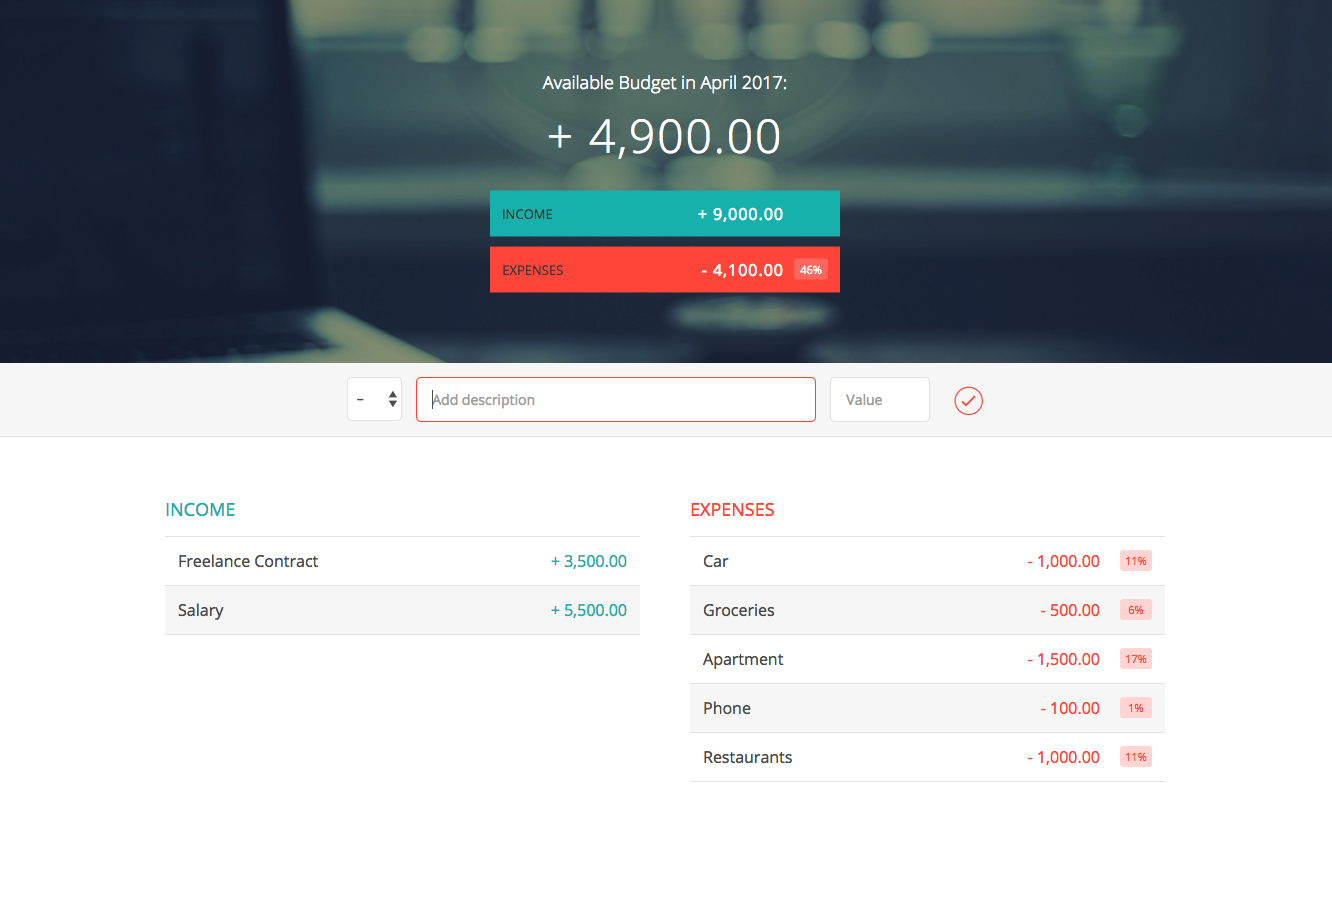 Available Budget in April 2017:
+ 4,900.00
INCOME + 9,000.00
EXPENSES - 4,100.00 46%
– Add description Value
INCOME
Freelance Contract + 3,500.00
Salary + 5,500.00
EXPENSES
Car - 1,000.00 11%
Groceries - 500.00 6%
Apartment - 1,500.00 17%
Phone - 100.00 1%
Restaurants - 1,000.00 11%